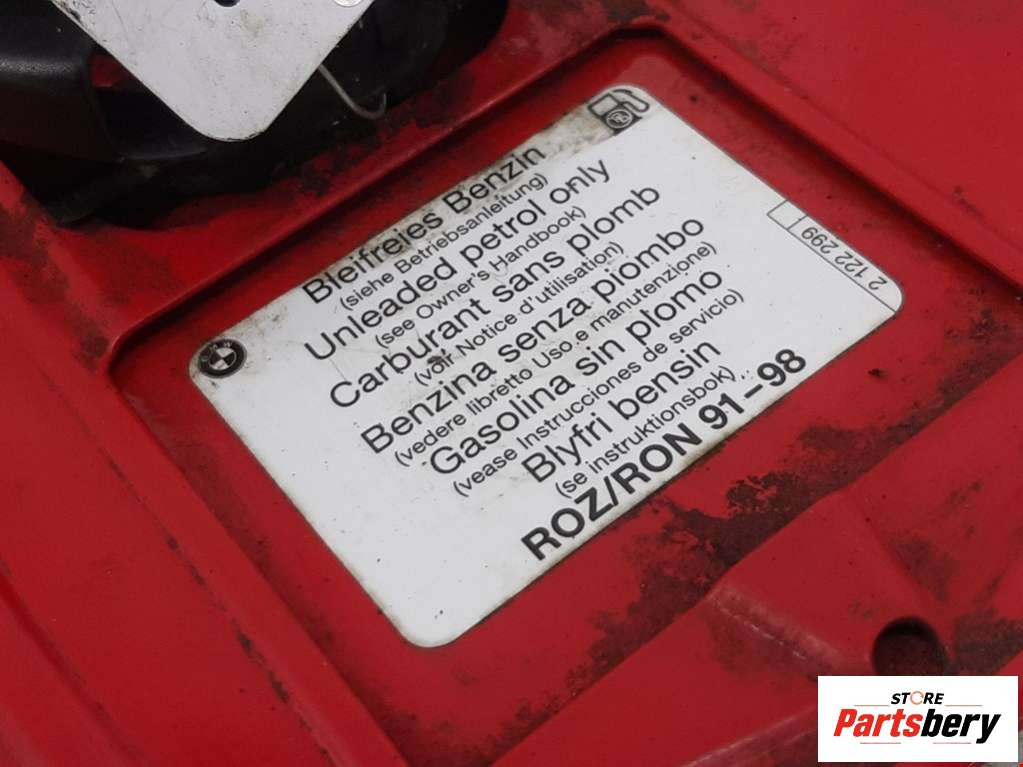 Bleifreies Benzin
(siehe Betriebsanleitung)
Unleaded petrol only
(see Owner's Handbook)
Carburant sans plomb
(voir Notice d'utilisation)
Benzina senza piombo
(vedere libretto Uso e manutenzione)
Gasolina sin plomo
(vease Instrucciones de servicio)
Blyfri bensin
(se instruktionsbok)
ROZ/RON 91–98
2 122 299
BMW
STORE
Partsbery